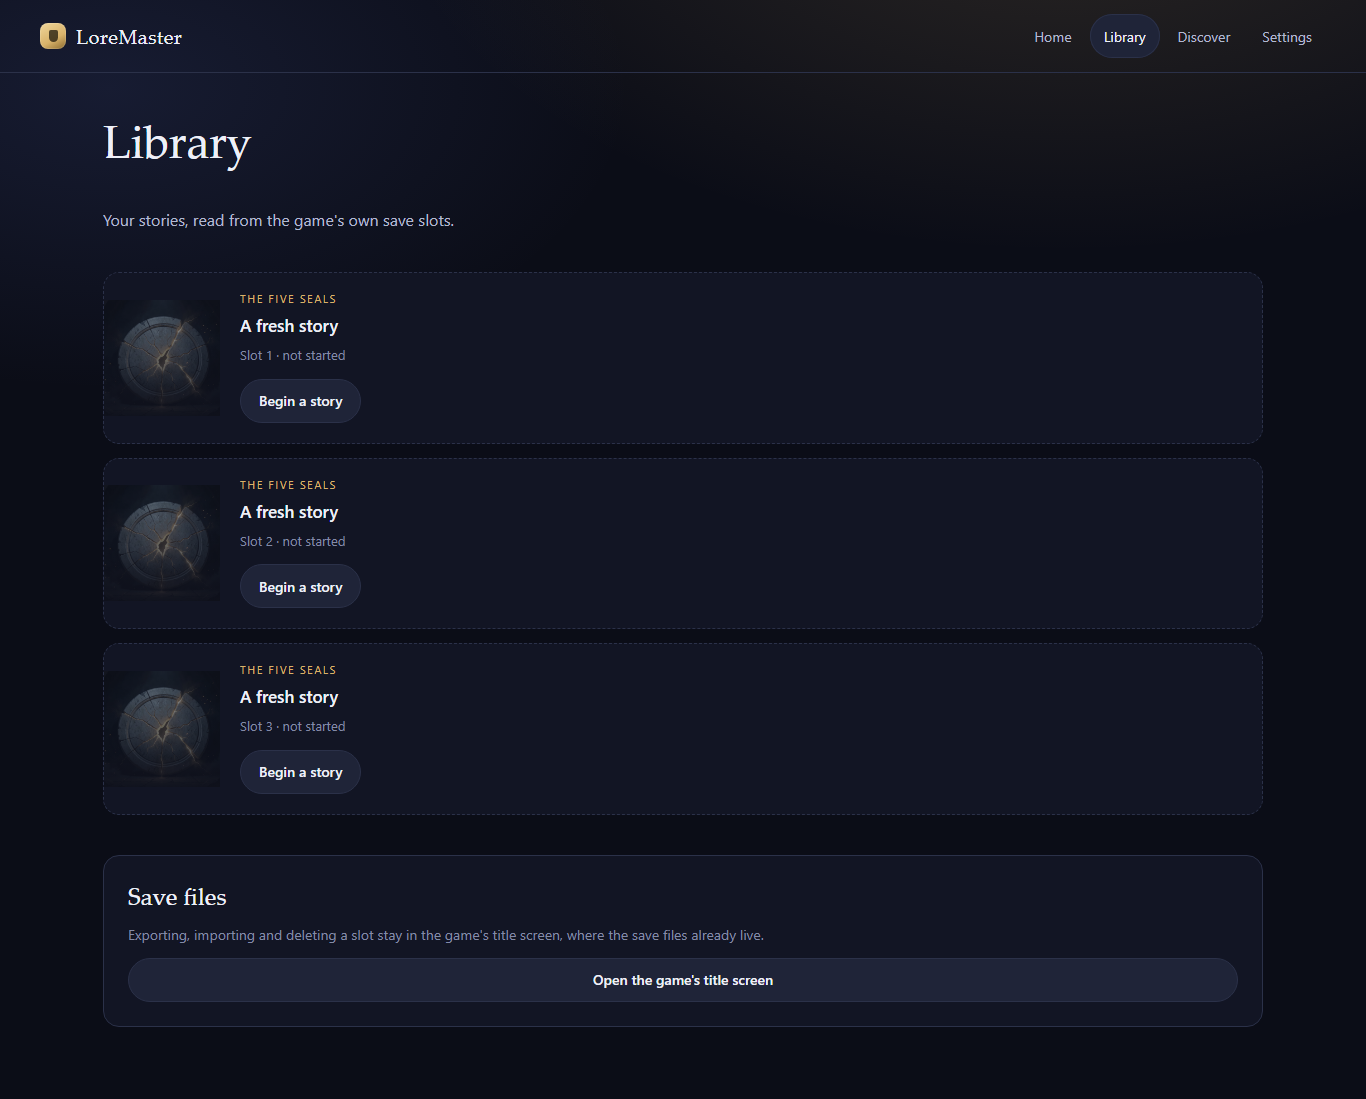 LoreMaster
Home
Library
Discover
Settings
Library
Your stories, read from the game's own save slots.
THE FIVE SEALS
A fresh story
Slot 1 · not started
Begin a story
THE FIVE SEALS
A fresh story
Slot 2 · not started
Begin a story
THE FIVE SEALS
A fresh story
Slot 3 · not started
Begin a story
Save files
Exporting, importing and deleting a slot stay in the game's title screen, where the save files already live.
Open the game's title screen